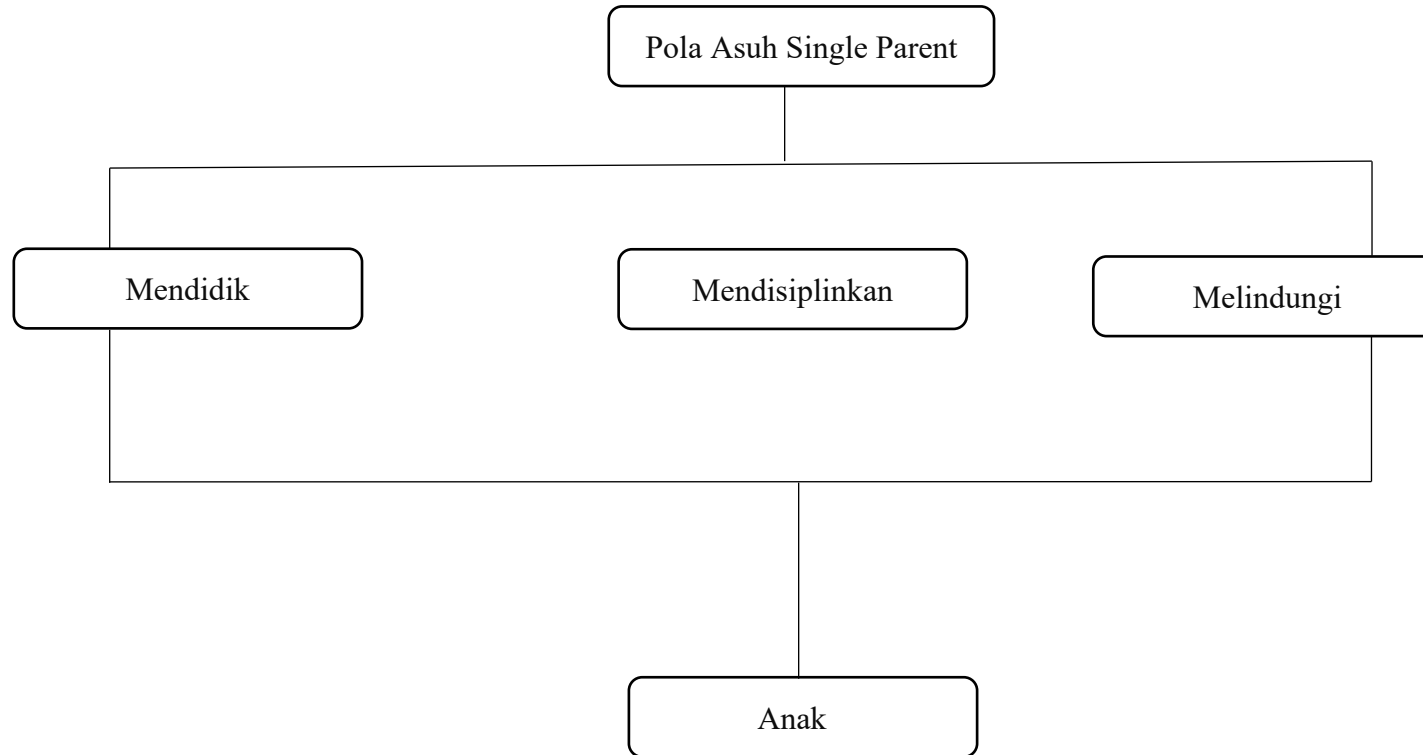 Pola Asuh Single Parent
Mendidik
Mendisiplinkan
Melindungi
Anak